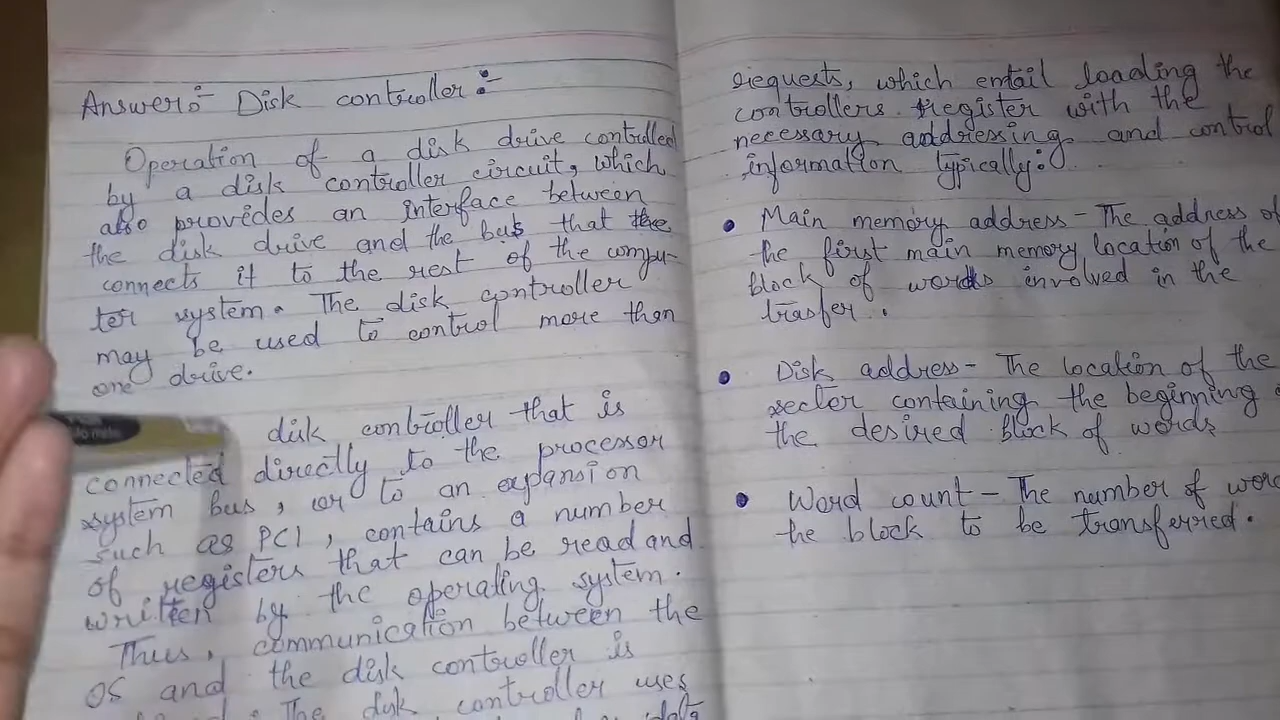 Answer:- Disk controller :-
Operation of a disk drive controlled
by a disk controller circuit, which
also provides an interface between
the disk drive and the bus that the
connects it to the rest of the compu-
ter system. The disk controller
may be used to control more than
one drive.
disk controller that is
connected directly to the processor
system bus, or to an expansion
such as PCI, contains a number
of registers that can be read and
written by the operating system.
Thus, communication between the
OS and the disk controller is
The disk controller uses
requests, which entail loading the
controllers register with the
necessary addressing and control
information typically:
• Main memory address - The address of
the first main memory location of the
block of words involved in the
trasfer.
• Disk address - The location of the
sector containing the beginning
the desired block of words
• Word count - The number of
the block to be transferred.